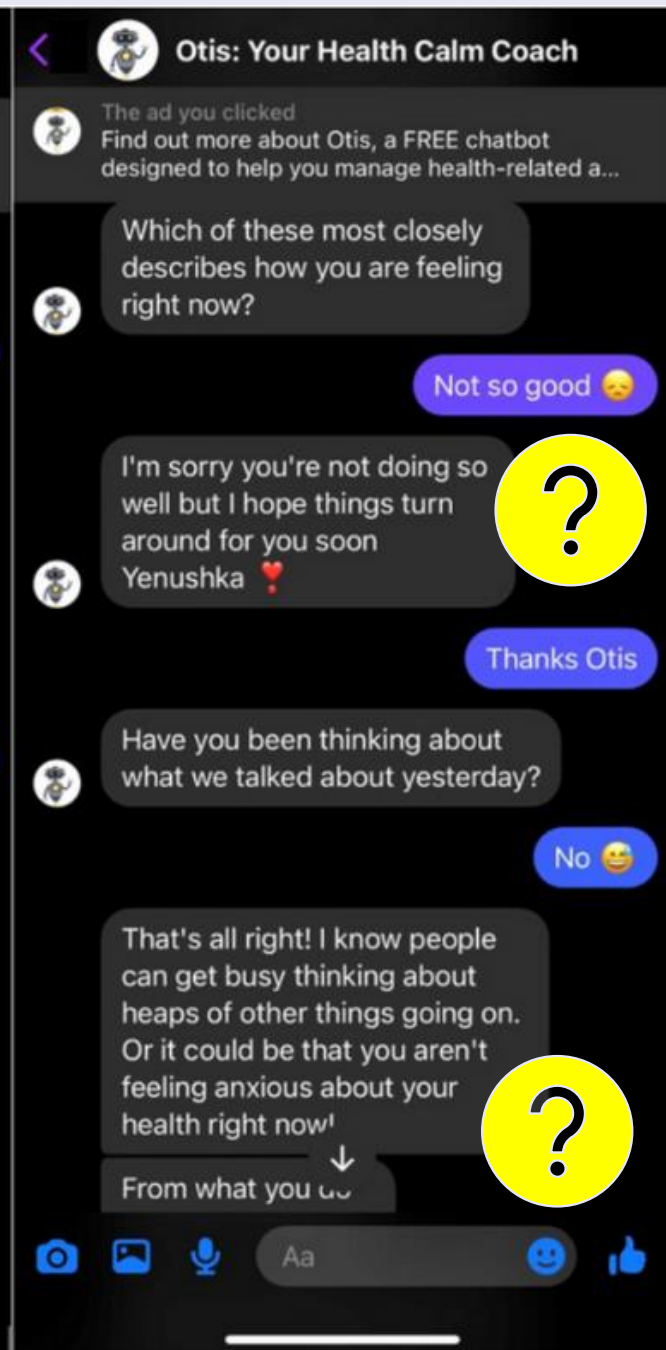 Otis: Your Health Calm Coach
The ad you clicked
Find out more about Otis, a FREE chatbot
designed to help you manage health-related a...
Which of these most closely
describes how you are feeling
right now?
Not so good 😞
I'm sorry you're not doing so
well but I hope things turn
around for you soon
Yenushka ❣️
?
Thanks Otis
Have you been thinking about
what we talked about yesterday?
No 😅
That's all right! I know people
can get busy thinking about
heaps of other things going on.
Or it could be that you aren't
feeling anxious about your
health right now!
?
From what you
Aa